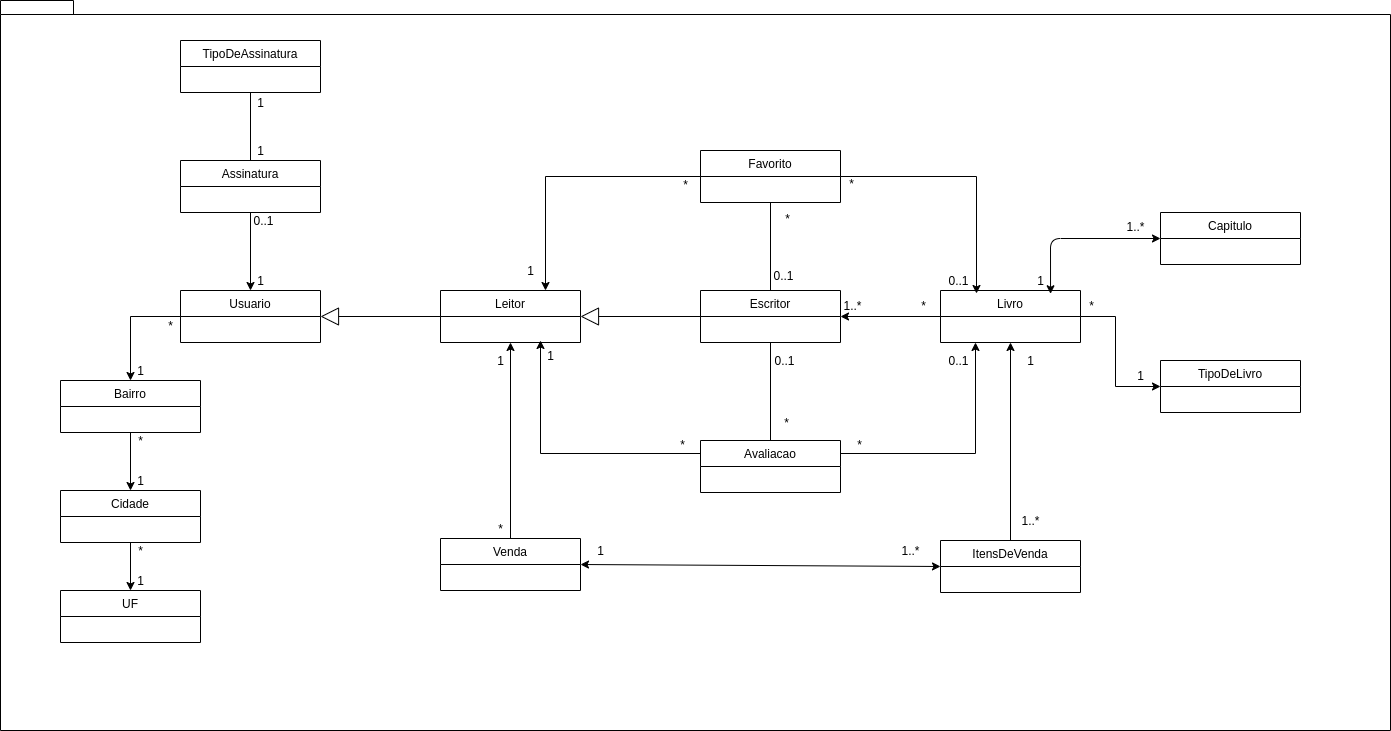 TipoDeAssinatura
1
1
Assinatura
0..1
1
Usuario
*
1
Bairro
*
1
Cidade
*
1
UF
Favorito
*
*
*
1
0..1
0..1
1
1..*
Capitulo
Leitor
Escritor
1..*
*
Livro
*
1
TipoDeLivro
1
1
0..1
0..1
1
*
*
*
Avaliacao
*
1..*
Venda
1
1..*
ItensDeVenda